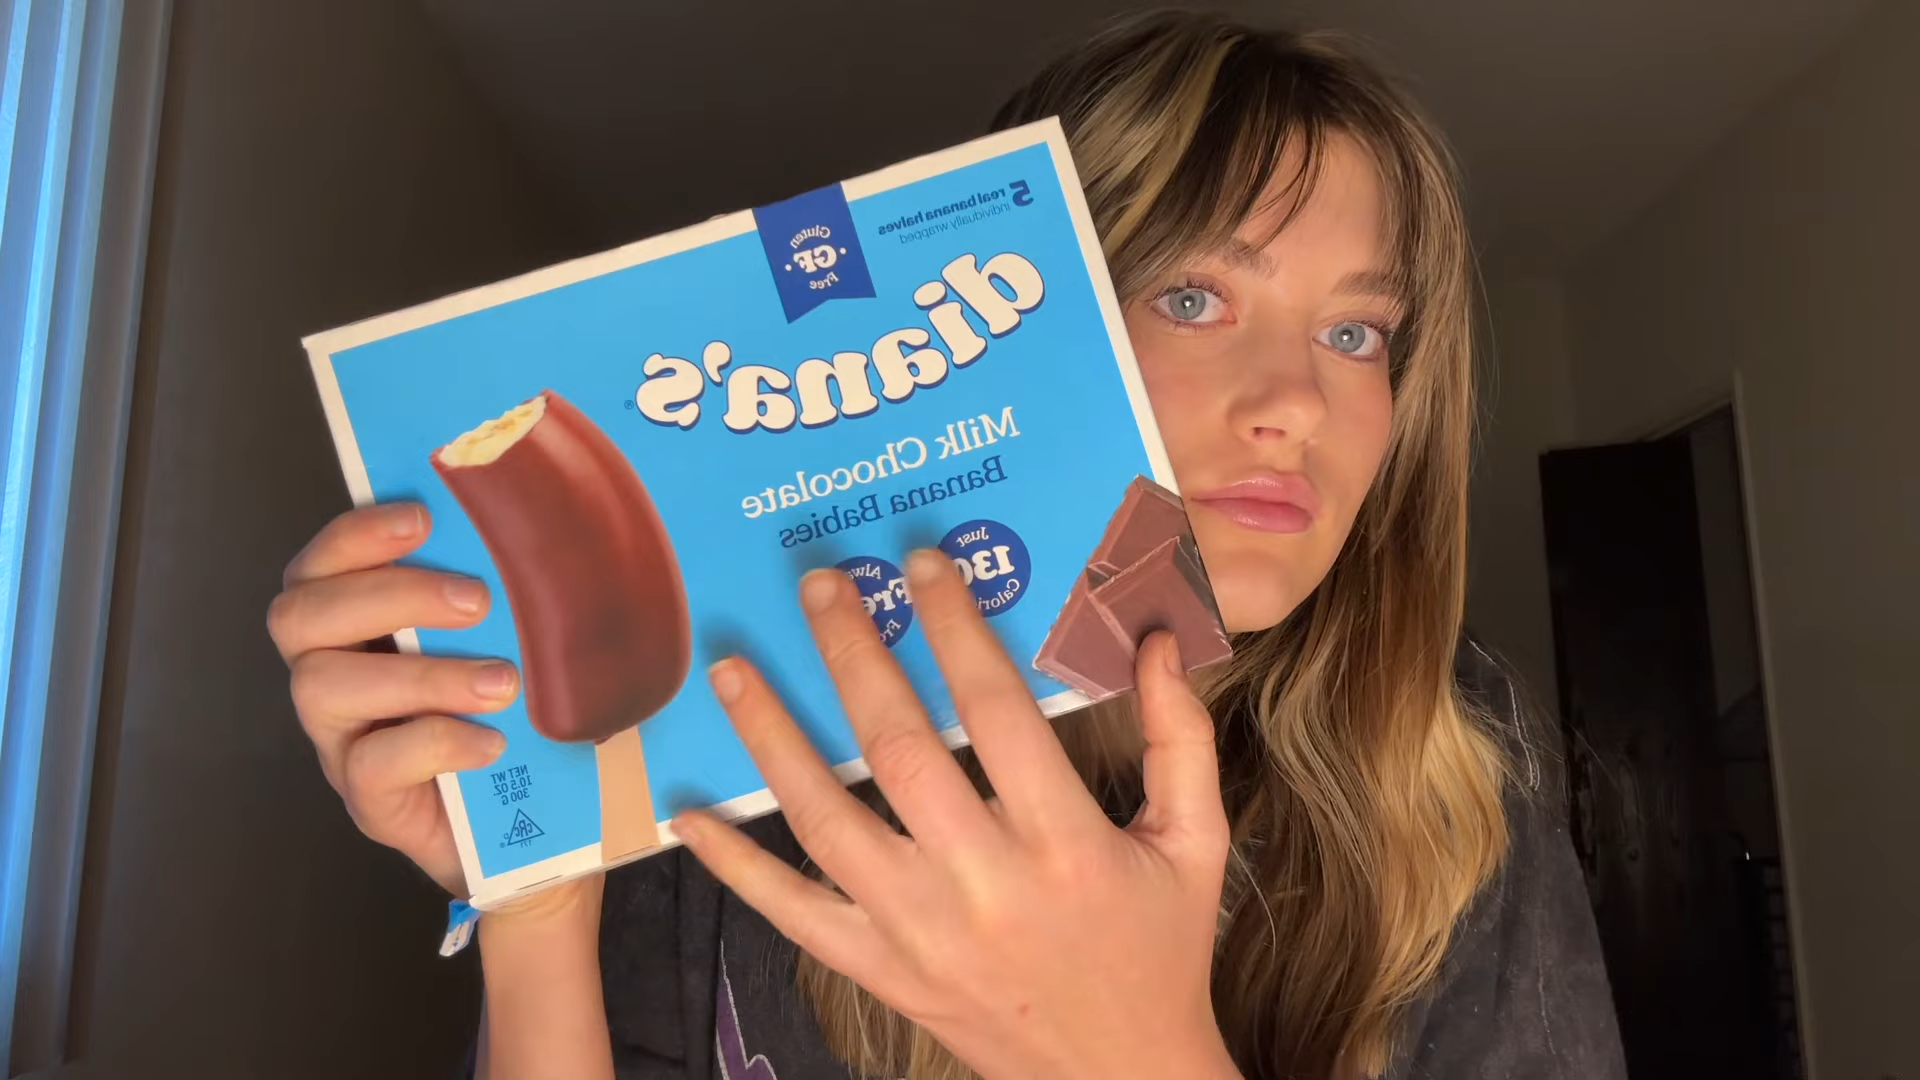 5 real banana halves
individually wrapped
Gluten
GF
Free
diana's
Milk Chocolate
Banana Babies
Just
130
NET WT
10.5 OZ.
300 G
cRc